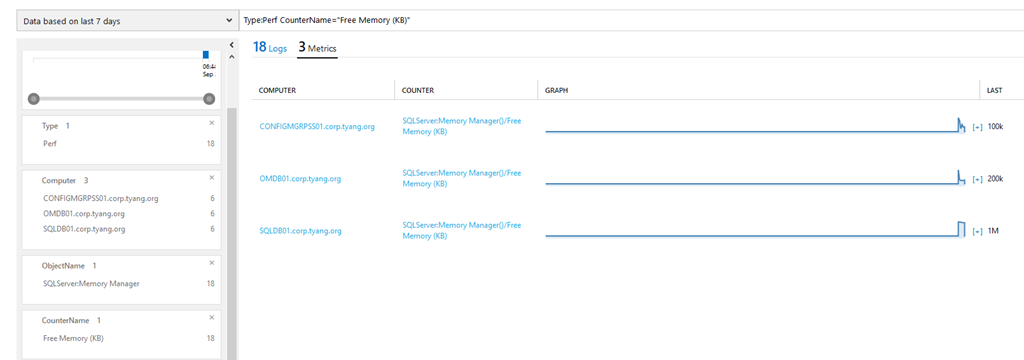 Data based on last 7 days
Type:Perf CounterName="Free Memory (KB)"
18 Logs 3 Metrics
COMPUTER COUNTER GRAPH LAST
CONFIGMGRPSS01.corp.tyang.org SQLServer:Memory Manager()/Free Memory (KB) [+] 100k
OMDB01.corp.tyang.org SQLServer:Memory Manager()/Free Memory (KB) [+] 200k
SQLDB01.corp.tyang.org SQLServer:Memory Manager()/Free Memory (KB) [+] 1M
Sep
Type 1
Perf 18
Computer 3
CONFIGMGRPSS01.corp.tyang.org 6
OMDB01.corp.tyang.org 6
SQLDB01.corp.tyang.org 6
ObjectName 1
SQLServer:Memory Manager 18
CounterName 1
Free Memory (KB) 18